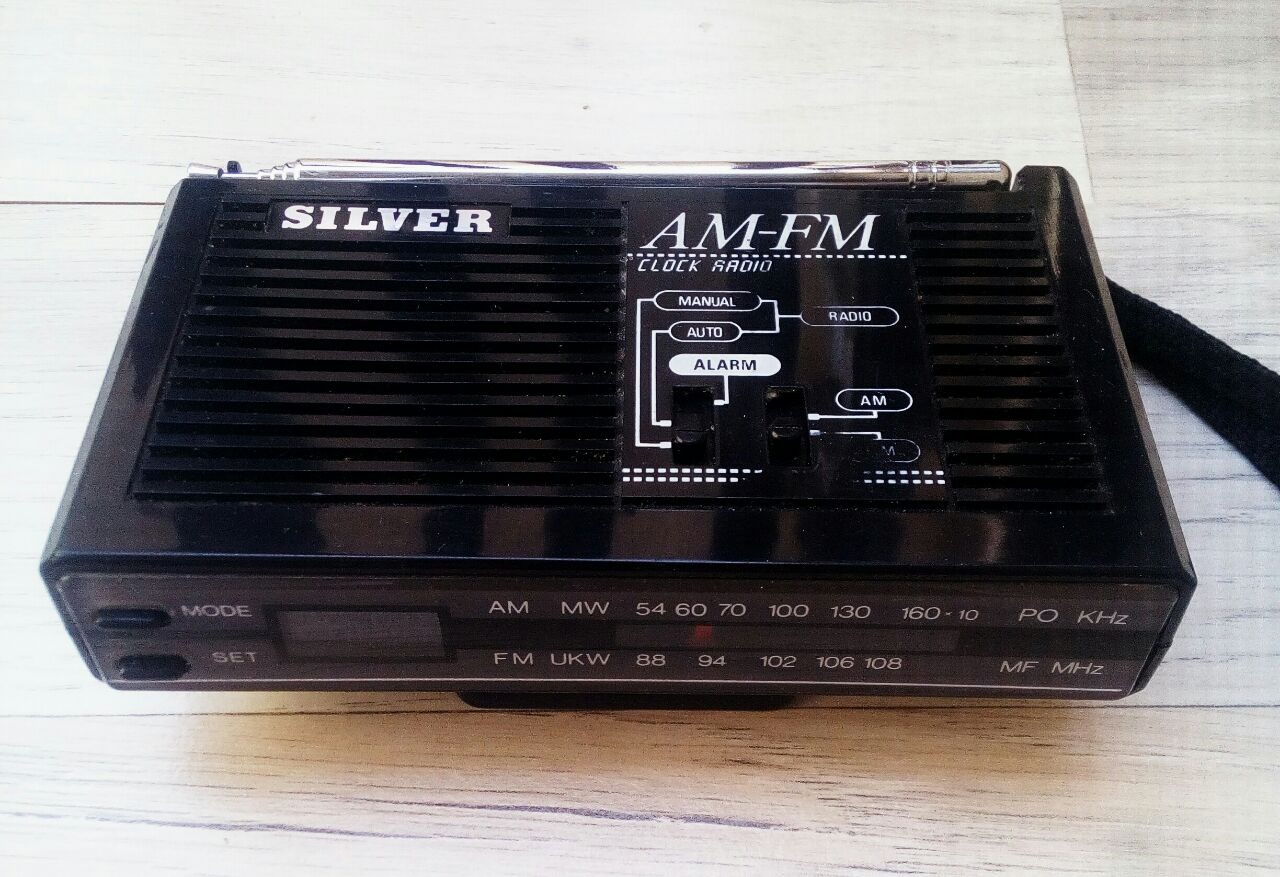 SILVER
AM-FM
CLOCK RADIO
MANUAL
RADIO
AUTO
ALARM
AM
MODE
AM MW 54 60 70 100 130 160·10 PO KHz
SET
FM UKW 88 94 102 106 108 MF MHz